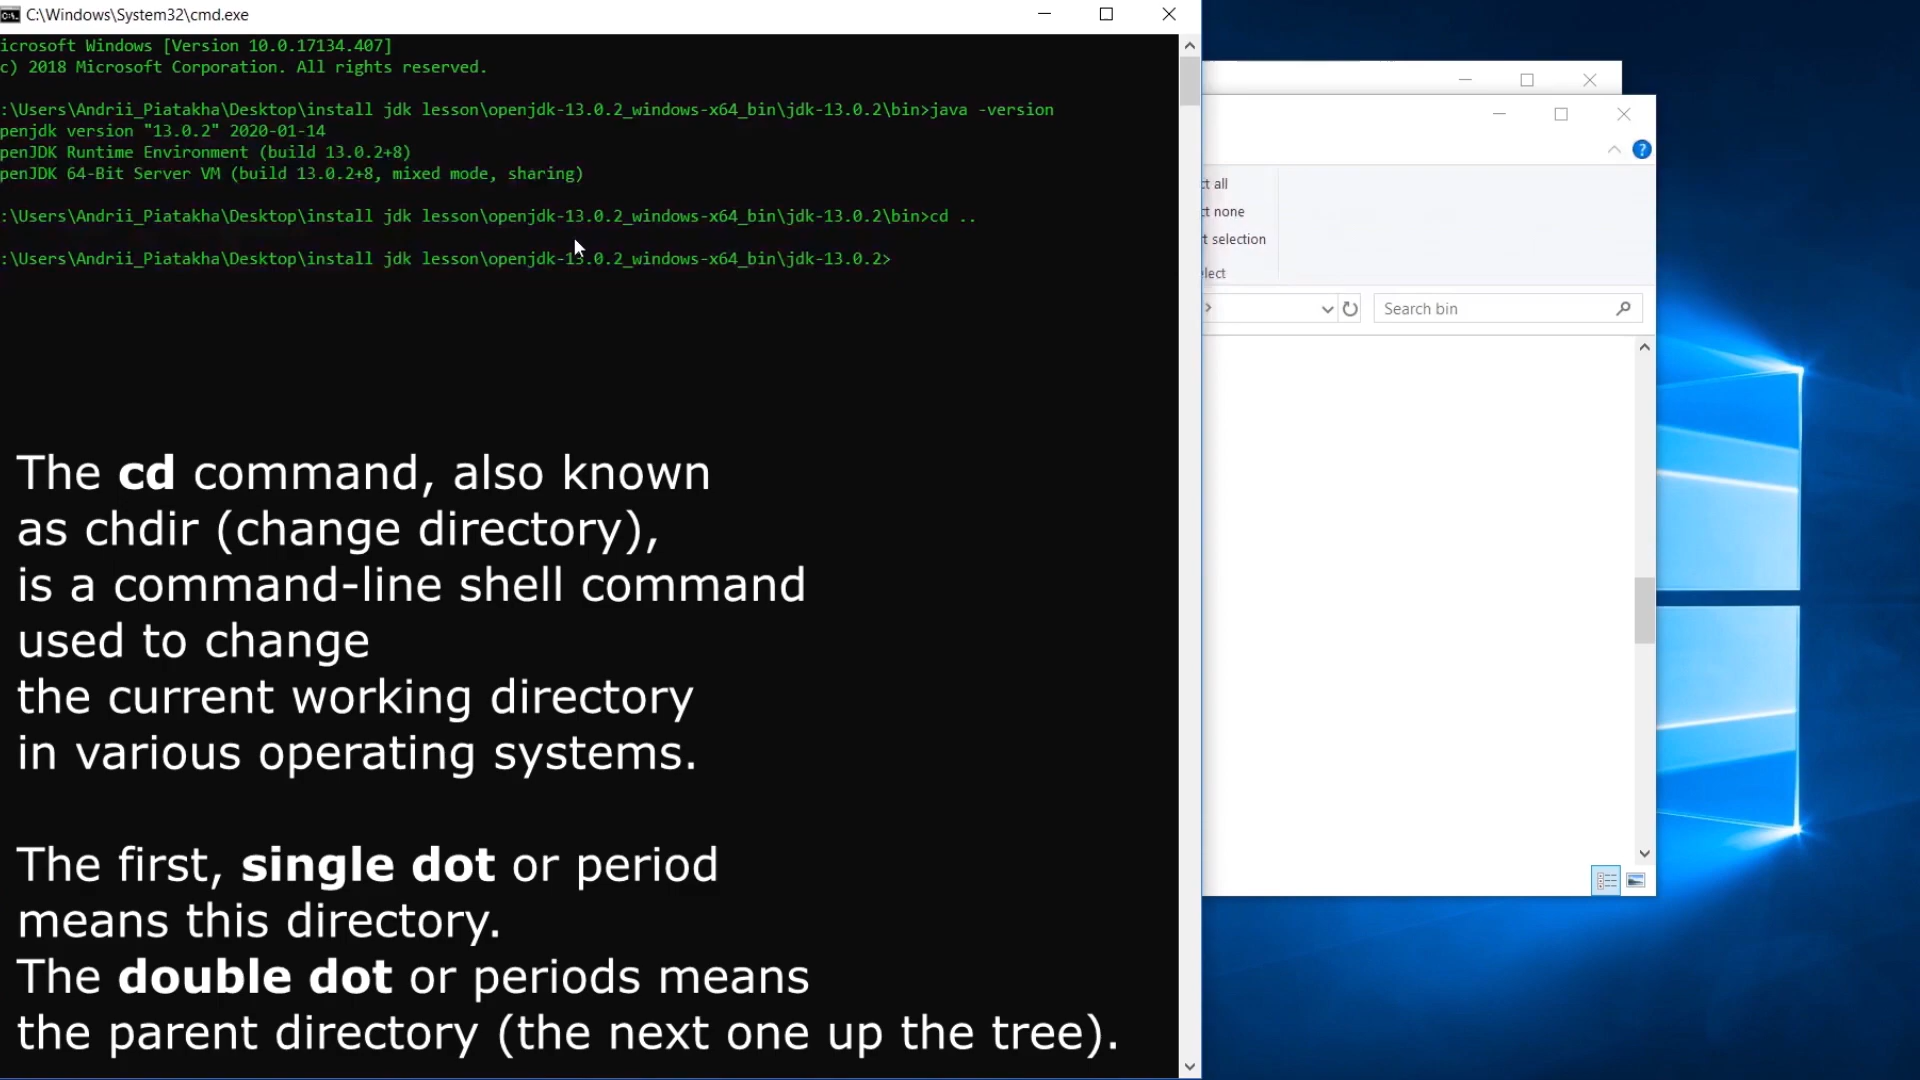 C:\Windows\System32\cmd.exe
icrosoft Windows [Version 10.0.17134.407]
c) 2018 Microsoft Corporation. All rights reserved.
:\Users\Andrii_Piatakha\Desktop\install jdk lesson\openjdk-13.0.2_windows-x64_bin\jdk-13.0.2\bin>java -version
penjdk version "13.0.2" 2020-01-14
penJDK Runtime Environment (build 13.0.2+8)
penJDK 64-Bit Server VM (build 13.0.2+8, mixed mode, sharing)
:\Users\Andrii_Piatakha\Desktop\install jdk lesson\openjdk-13.0.2_windows-x64_bin\jdk-13.0.2\bin>cd ..
:\Users\Andrii_Piatakha\Desktop\install jdk lesson\openjdk-13.0.2_windows-x64_bin\jdk-13.0.2>
The cd command, also known
as chdir (change directory),
is a command-line shell command
used to change
the current working directory
in various operating systems.
The first, single dot or period
means this directory.
The double dot or periods means
the parent directory (the next one up the tree).
ct all
ct none
t selection
lect
Search bin